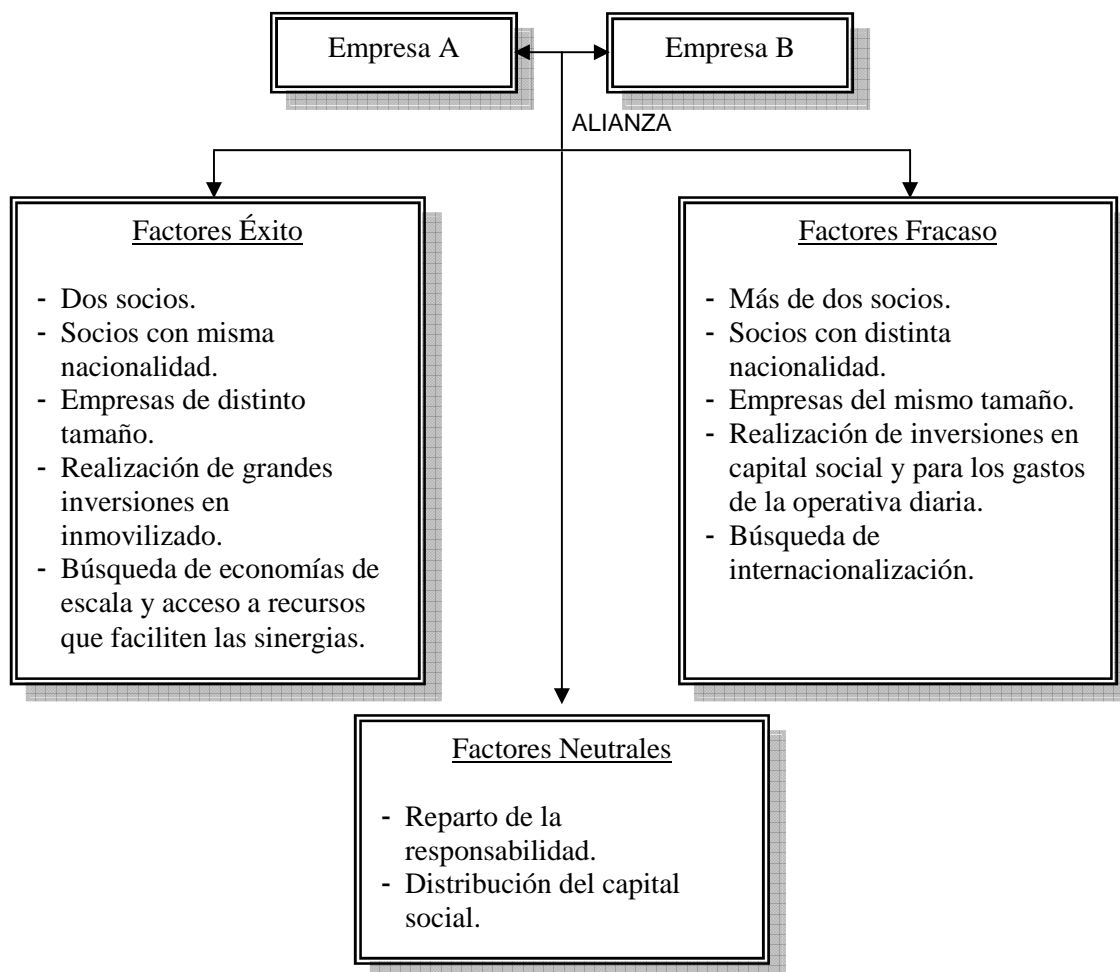 Empresa A
Empresa B
ALIANZA
Factores Éxito
- Dos socios.
- Socios con misma
nacionalidad.
- Empresas de distinto
tamaño.
- Realización de grandes
inversiones en
inmovilizado.
- Búsqueda de economías de
escala y acceso a recursos
que faciliten las sinergias.
Factores Fracaso
- Más de dos socios.
- Socios con distinta
nacionalidad.
- Empresas del mismo tamaño.
- Realización de inversiones en
capital social y para los gastos
de la operativa diaria.
- Búsqueda de
internacionalización.
Factores Neutrales
- Reparto de la
responsabilidad.
- Distribución del capital
social.